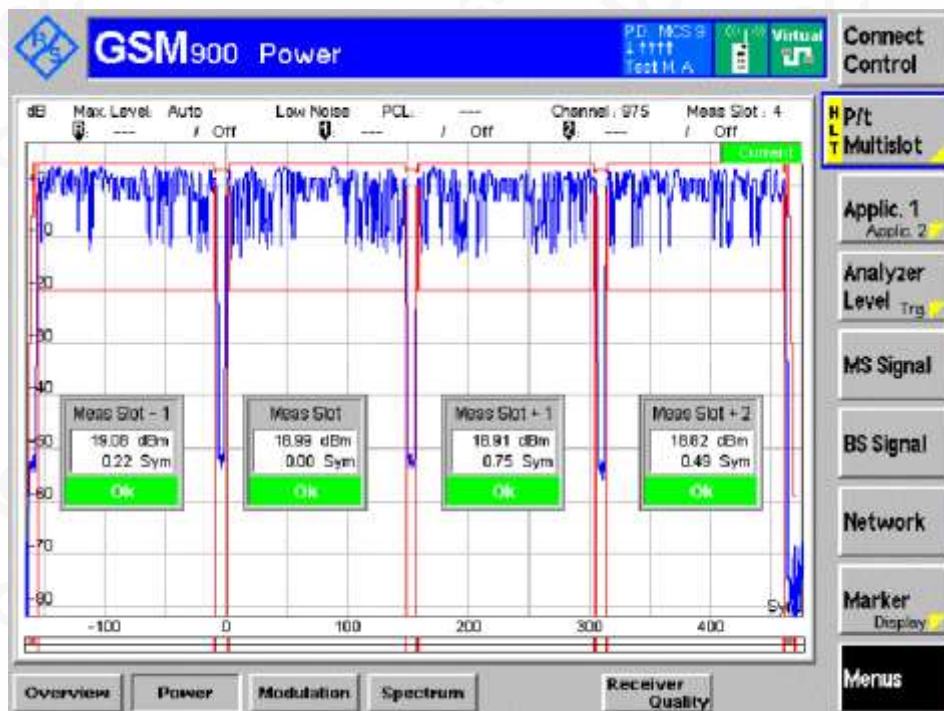 R S
GSM900 Power
P.D. MCS 9
↓ ↑↑↑↑
Test M. A.
Virtual
Connect
Control
dB Max. Level: Auto Low Noise PCL: --- Channel: 975 Meas Slot: 4
--- / Off 1 --- / Off 2 --- / Off
Current
HLT
P/t
Multislot
Applic. 1
Applic. 2
Analyzer
Level
Trg.
MS Signal
BS Signal
Network
Marker
Display
Menus
-10
-20
-30
-40
-50
-60
-70
-80
Meas Slot - 1
19.08 dBm
0.22 Sym
Ok
Meas Slot
18.99 dBm
0.00 Sym
Ok
Meas Slot + 1
18.91 dBm
0.75 Sym
Ok
Meas Slot + 2
18.82 dBm
0.49 Sym
Ok
-100 0 100 200 300 400
Overview Power Modulation Spectrum Receiver
Quality